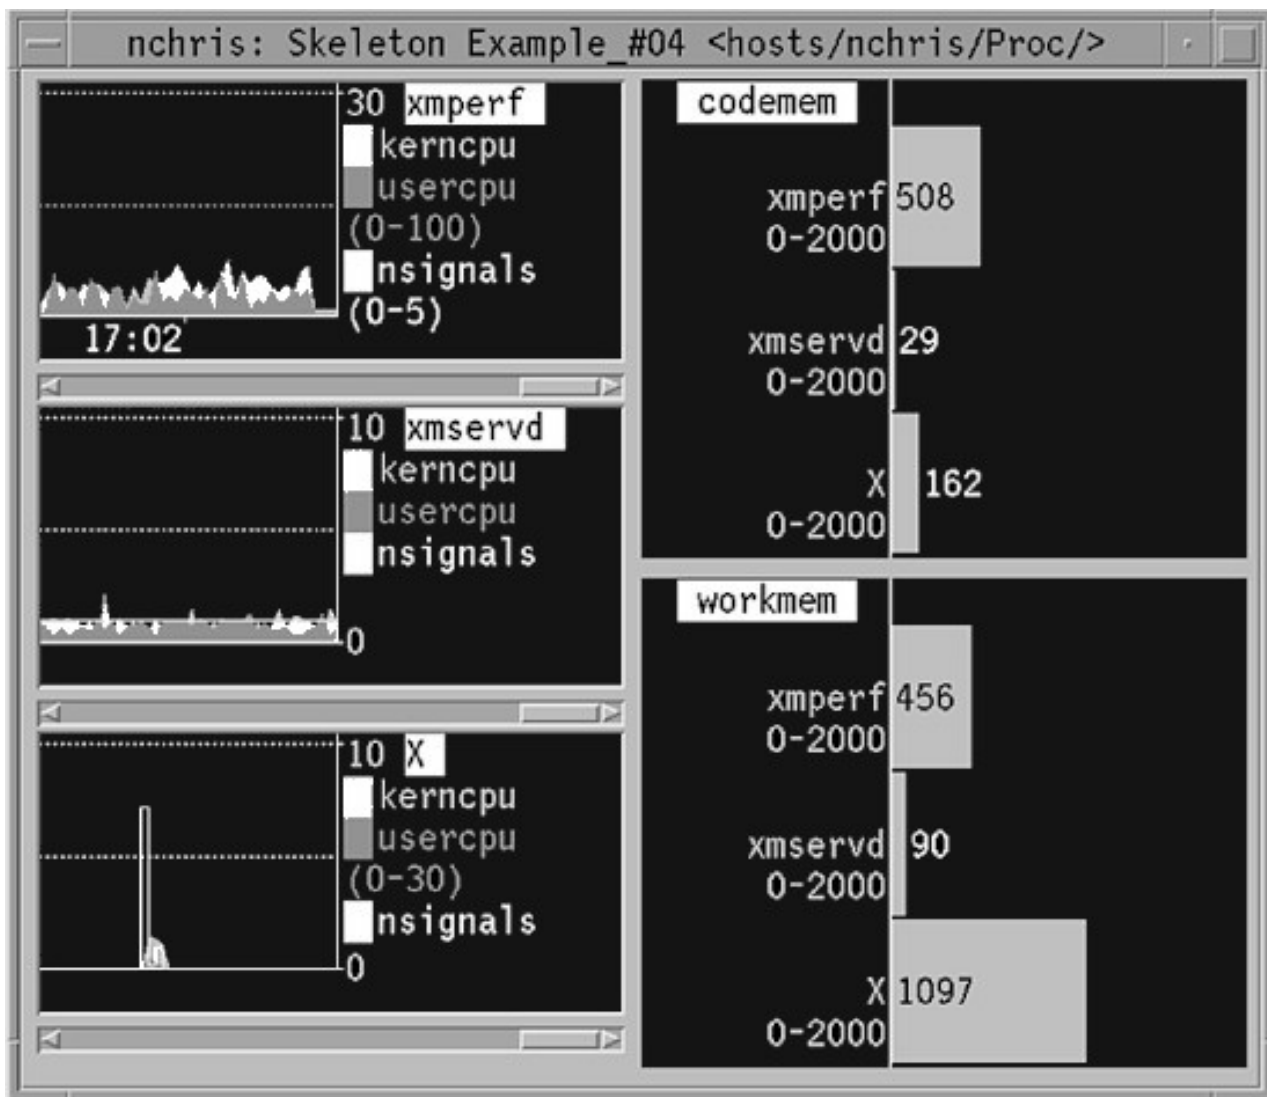 nchris: Skeleton Example_#04 <hosts/nchris/Proc/>
30 xmperf
kerncpu
usercpu
(0-100)
nsignals
(0-5)
17:02
10 xmservd
kerncpu
usercpu
nsignals
0
10 X
kerncpu
usercpu
(0-30)
nsignals
0
codemem
xmperf 508
0-2000
xmservd 29
0-2000
X 162
0-2000
workmem
xmperf 456
0-2000
xmservd 90
0-2000
X 1097
0-2000